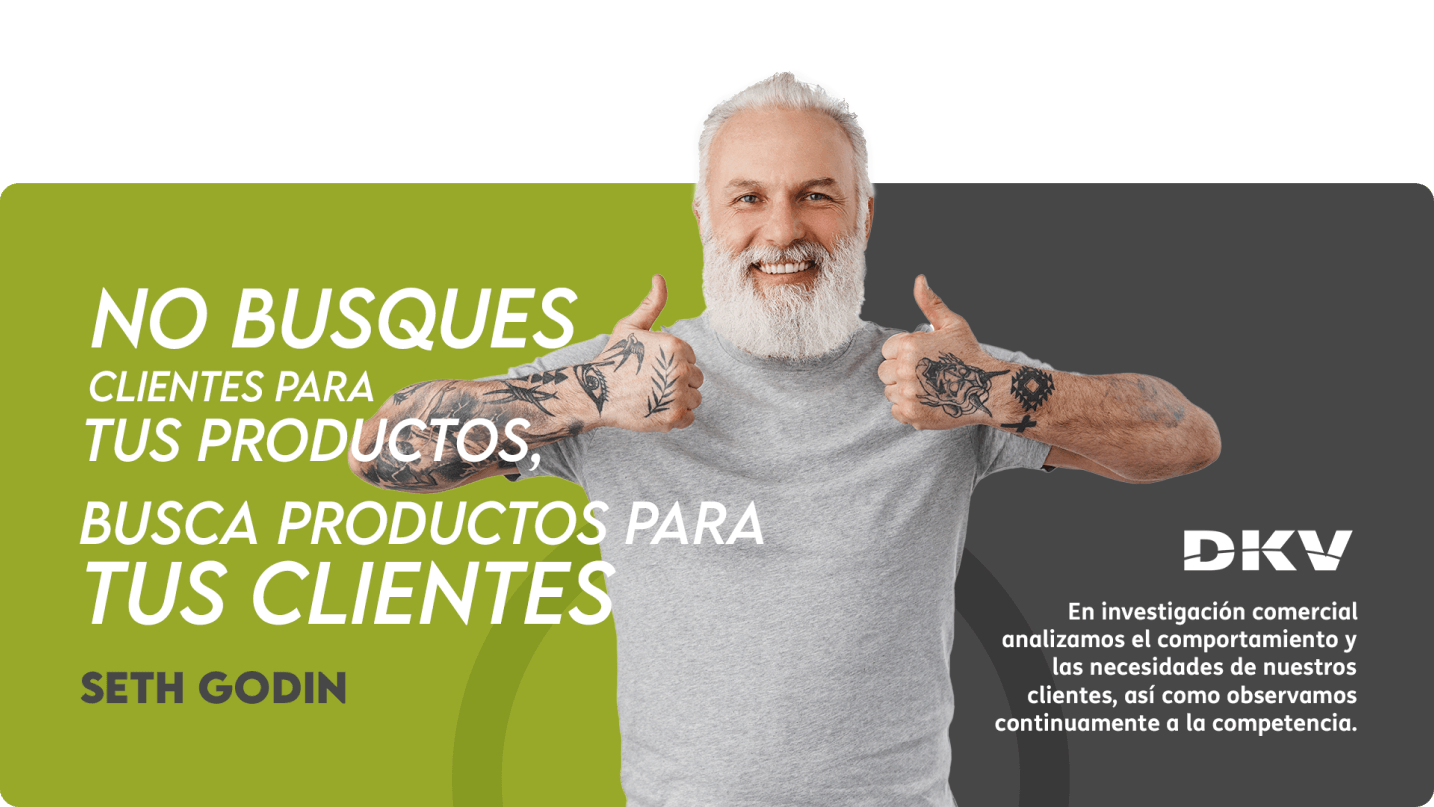 NO BUSQUES
CLIENTES PARA
TUS PRODUCTOS,
BUSCA PRODUCTOS PARA
TUS CLIENTES
SETH GODIN
DKV
En investigación comercial
analizamos el comportamiento y
las necesidades de nuestros
clientes, así como observamos
continuamente a la competencia.